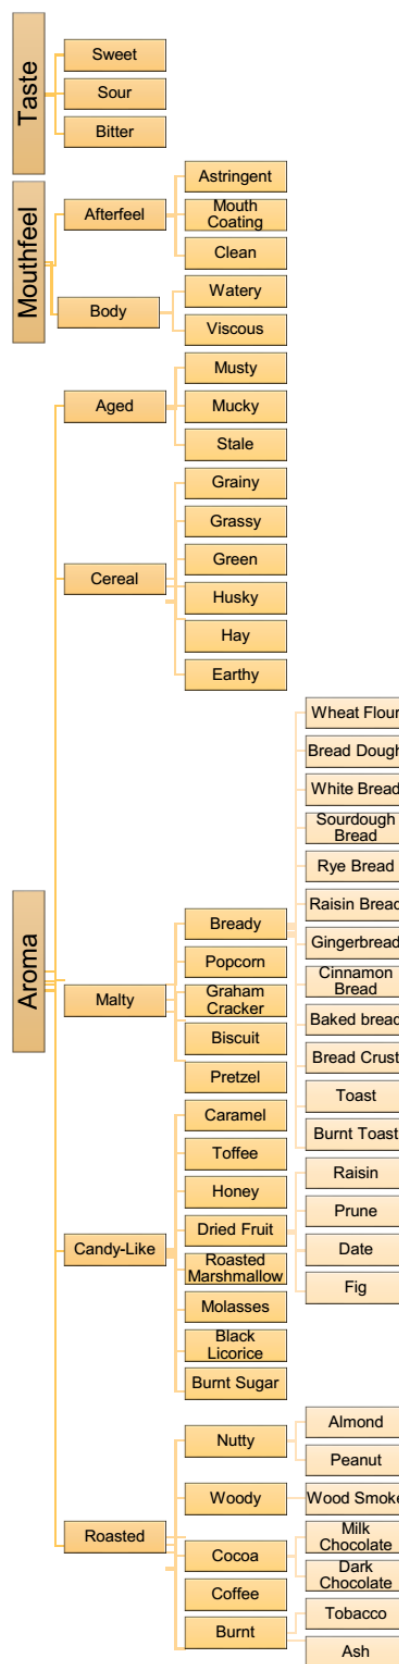 Taste
Sweet
Sour
Bitter
Mouthfeel
Afterfeel
Astringent
Mouth
Coating
Clean
Body
Watery
Viscous
Aroma
Aged
Musty
Mucky
Stale
Cereal
Grainy
Grassy
Green
Husky
Hay
Earthy
Malty
Bready
Wheat Flour
Bread Dough
White Bread
Sourdough
Bread
Rye Bread
Raisin Bread
Gingerbread
Cinnamon
Bread
Baked bread
Bread Crust
Toast
Burnt Toast
Popcorn
Graham
Cracker
Biscuit
Pretzel
Candy-Like
Caramel
Toffee
Honey
Dried Fruit
Raisin
Prune
Date
Fig
Roasted
Marshmallow
Molasses
Black
Licorice
Burnt Sugar
Roasted
Nutty
Almond
Peanut
Woody
Wood Smoke
Cocoa
Milk
Chocolate
Dark
Chocolate
Coffee
Burnt
Tobacco
Ash